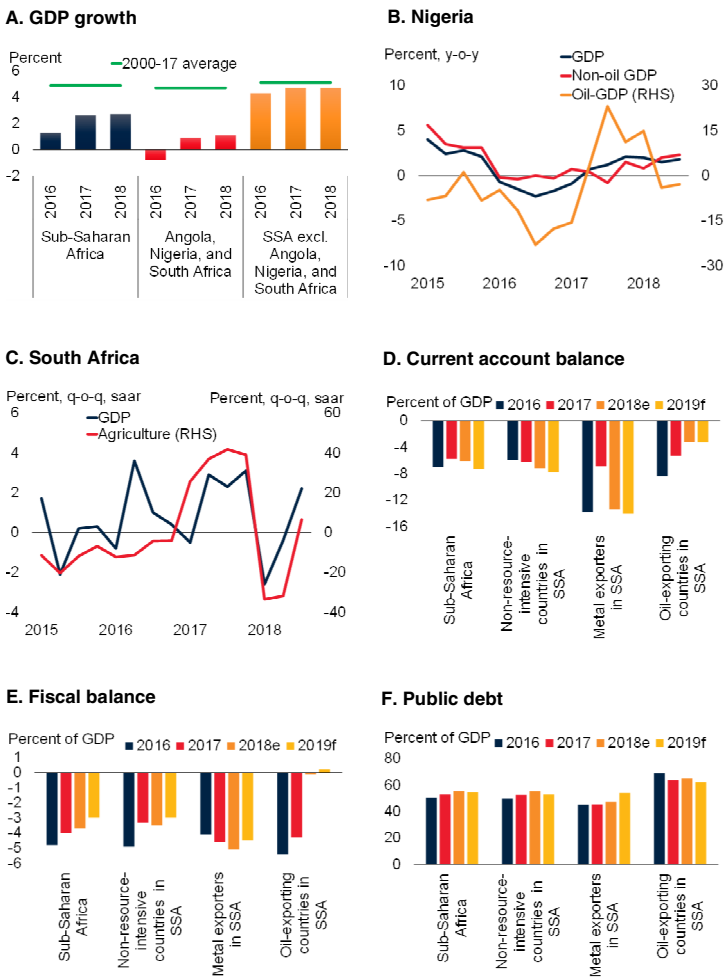 A. GDP growth
Percent
2000-17 average
6
4
2
0
-2
2016
2017
2018
2016
2017
2018
2016
2017
2018
Sub-Saharan
Africa
Angola,
Nigeria, and
South Africa
SSA excl.
Angola,
Nigeria, and
South Africa
B. Nigeria
Percent, y-o-y
GDP
Non-oil GDP
Oil-GDP (RHS)
10
5
0
-5
-10
30
15
0
-15
-30
2015
2016
2017
2018
C. South Africa
Percent, q-o-q, saar
Percent, q-o-q, saar
GDP
Agriculture (RHS)
6
4
2
0
-2
-4
60
40
20
0
-20
-40
2015
2016
2017
2018
D. Current account balance
Percent of GDP
2016
2017
2018e
2019f
0
-4
-8
-12
-16
Sub-Saharan
Africa
Non-resource-
intensive
countries in
SSA
Metal exporters
in SSA
Oil-exporting
countries in
SSA
E. Fiscal balance
Percent of GDP
2016
2017
2018e
2019f
1
0
-1
-2
-3
-4
-5
-6
Sub-Saharan
Africa
Non-resource-
intensive
countries in
SSA
Metal exporters
in SSA
Oil-exporting
countries in
SSA
F. Public debt
Percent of GDP
2016
2017
2018e
2019f
80
60
40
20
0
Sub-Saharan
Africa
Non-resource-
intensive
countries in
SSA
Metal exporters
in SSA
Oil-exporting
countries in
SSA